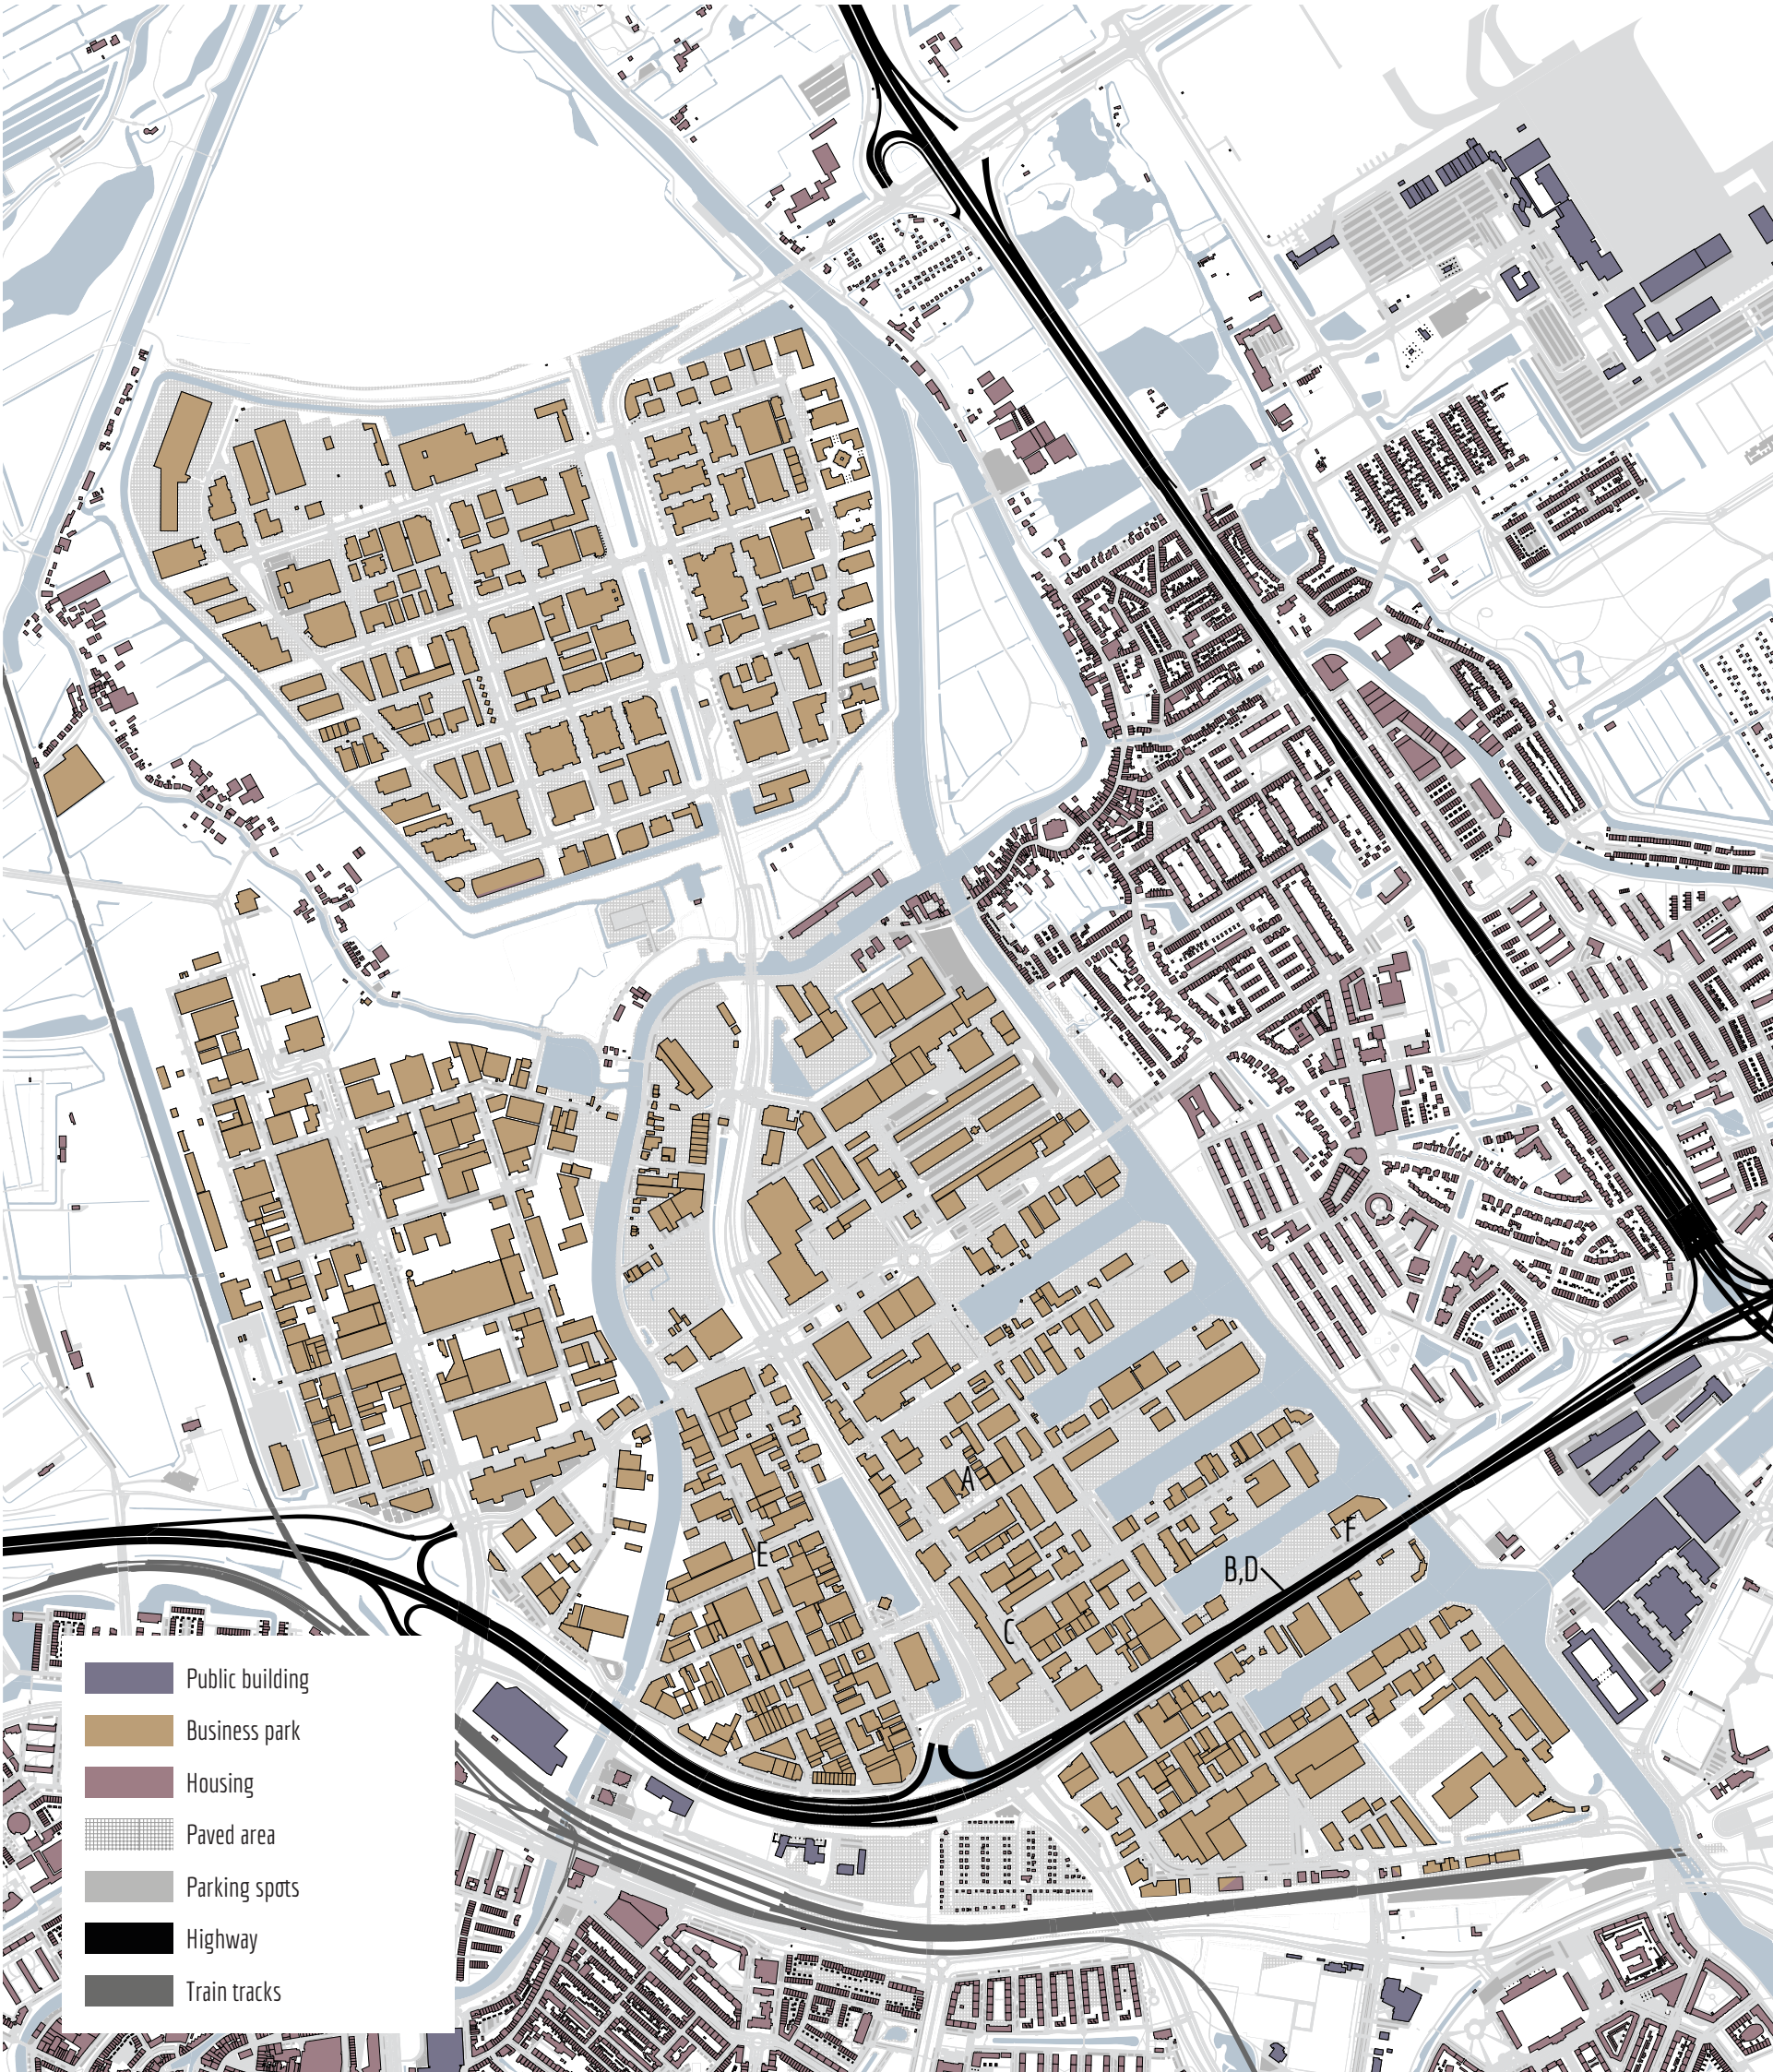 A
E
F
B,D
C
Public building
Business park
Housing
Paved area
Parking spots
Highway
Train tracks